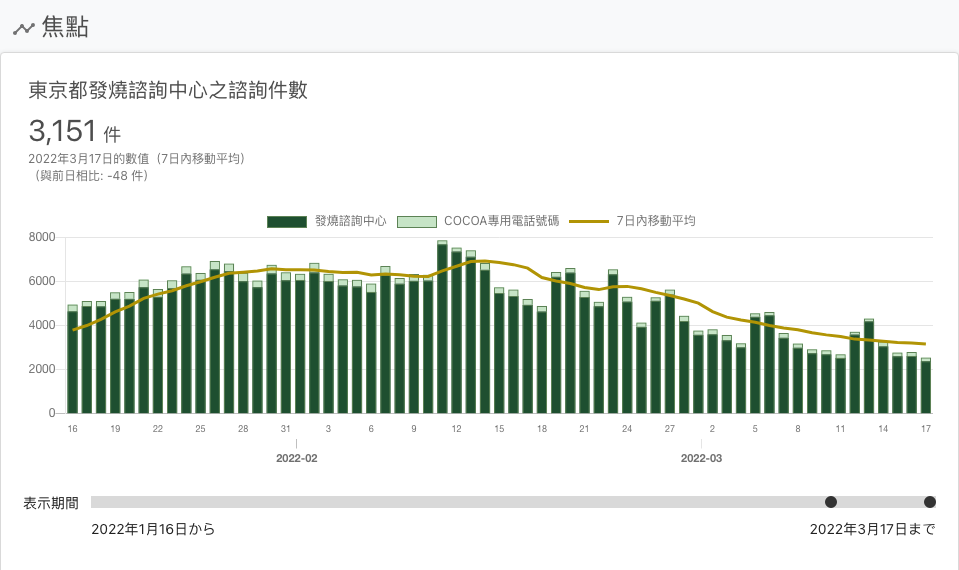 焦點
東京都發燒諮詢中心之諮詢件數
3,151 件
2022年3月17日的數值（7日內移動平均）
（與前日相比: -48 件）
發燒諮詢中心 COCOA專用電話號碼 7日內移動平均
8000
6000
4000
2000
0
16 19 22 25 28 31 3 6 9 12 15 18 21 24 27 2 5 8 11 14 17
2022-02 2022-03
表示期間
2022年1月16日から 2022年3月17日まで